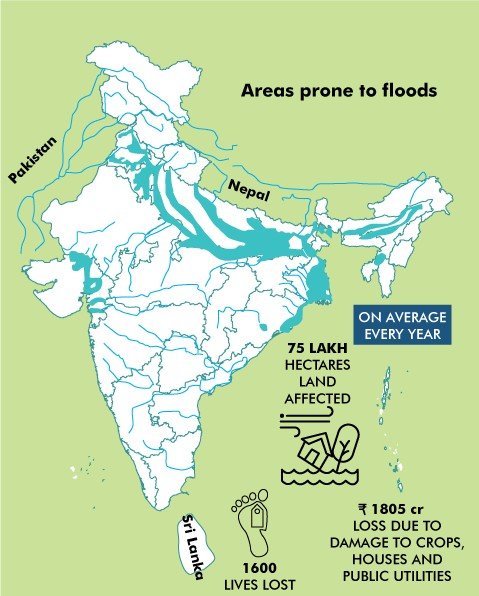 Areas prone to floods
Pakistan
Nepal
ON AVERAGE
EVERY YEAR
75 LAKH
HECTARES
LAND
AFFECTED
₹ 1805 cr
LOSS DUE TO
DAMAGE TO CROPS,
HOUSES AND
PUBLIC UTILITIES
Sri Lanka
1600
LIVES LOST